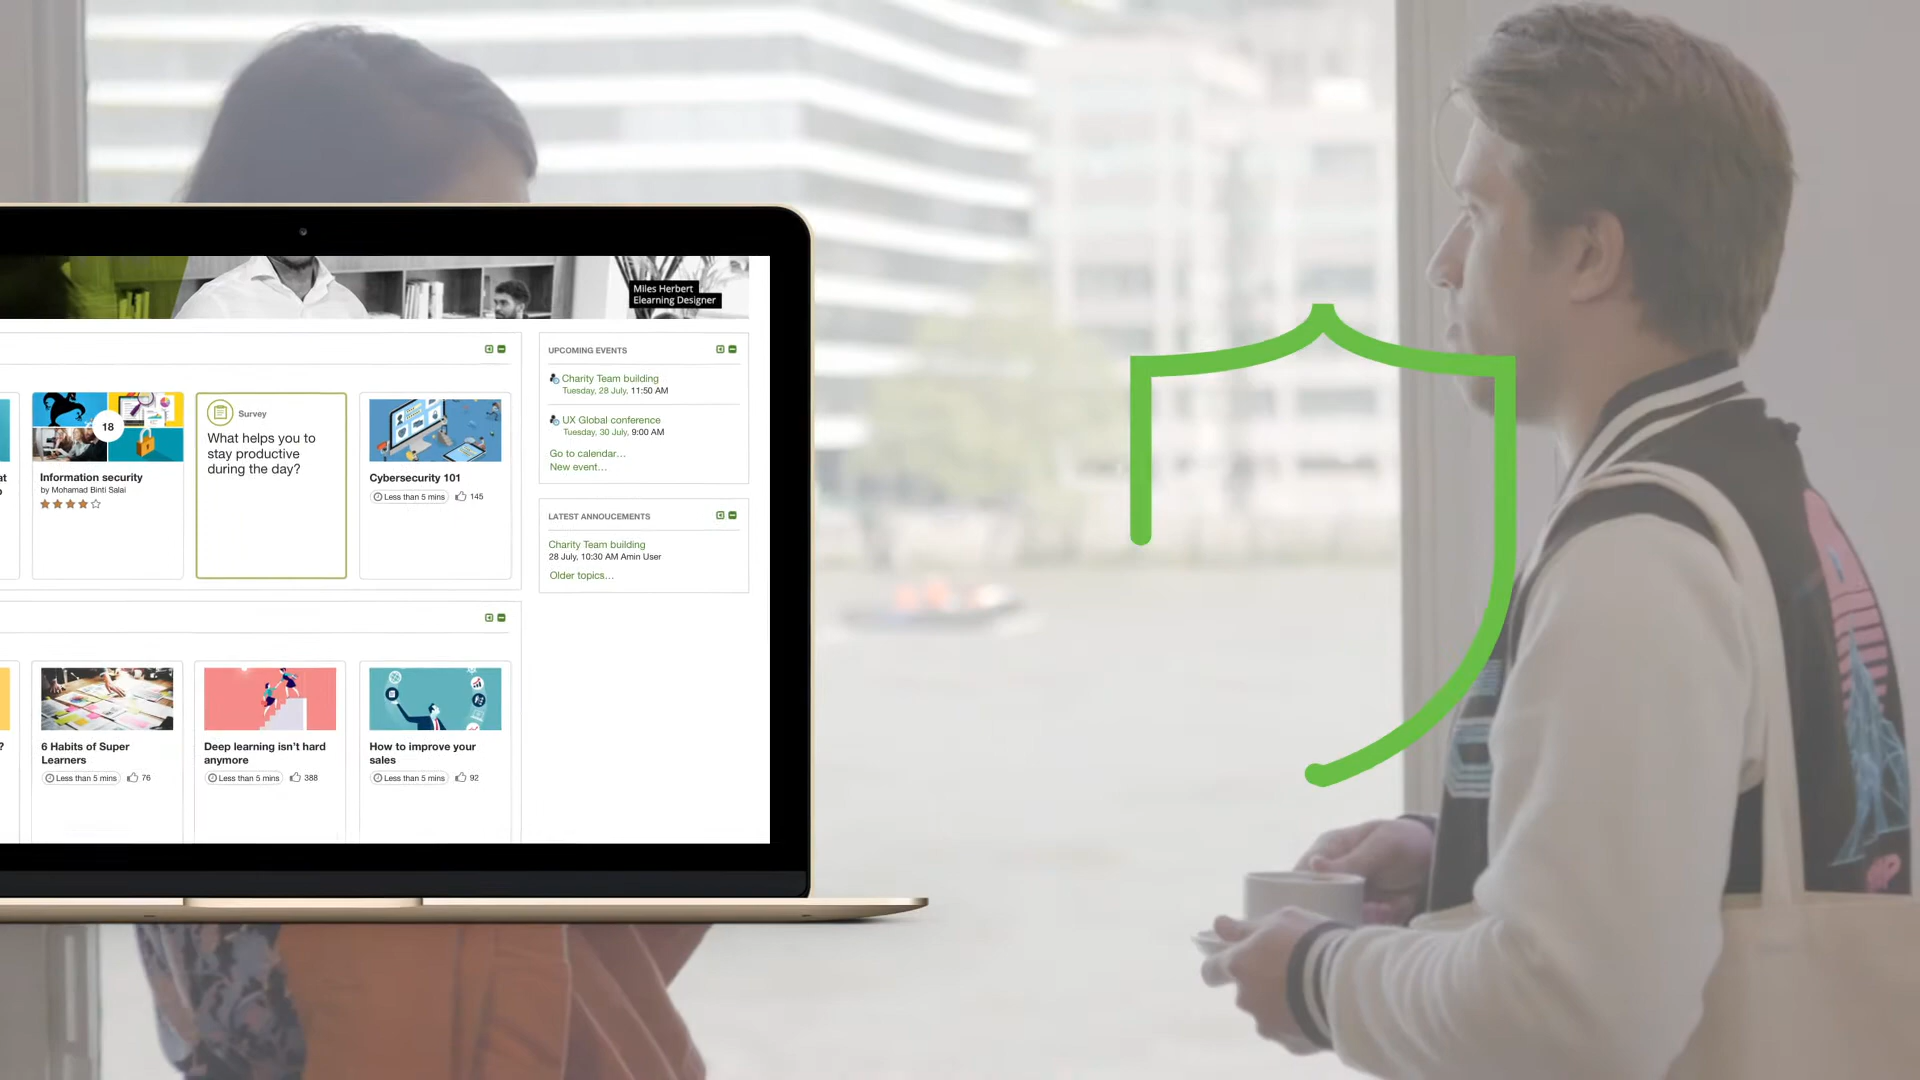 Miles Herbert
Elearning Designer
UPCOMING EVENTS
Charity Team building
Tuesday, 28 July, 11:50 AM
UX Global conference
Tuesday, 30 July, 9:00 AM
Go to calendar...
New event...
18
Information security
by Mohamad Binti Salai
Survey
What helps you to
stay productive
during the day?
Cybersecurity 101
Less than 5 mins 145
LATEST ANNOUCEMENTS
Charity Team building
28 July, 10:30 AM Amin User
Older topics...
?
6 Habits of Super
Learners
Less than 5 mins 76
Deep learning isn't hard
anymore
Less than 5 mins 388
How to improve your
sales
Less than 5 mins 92